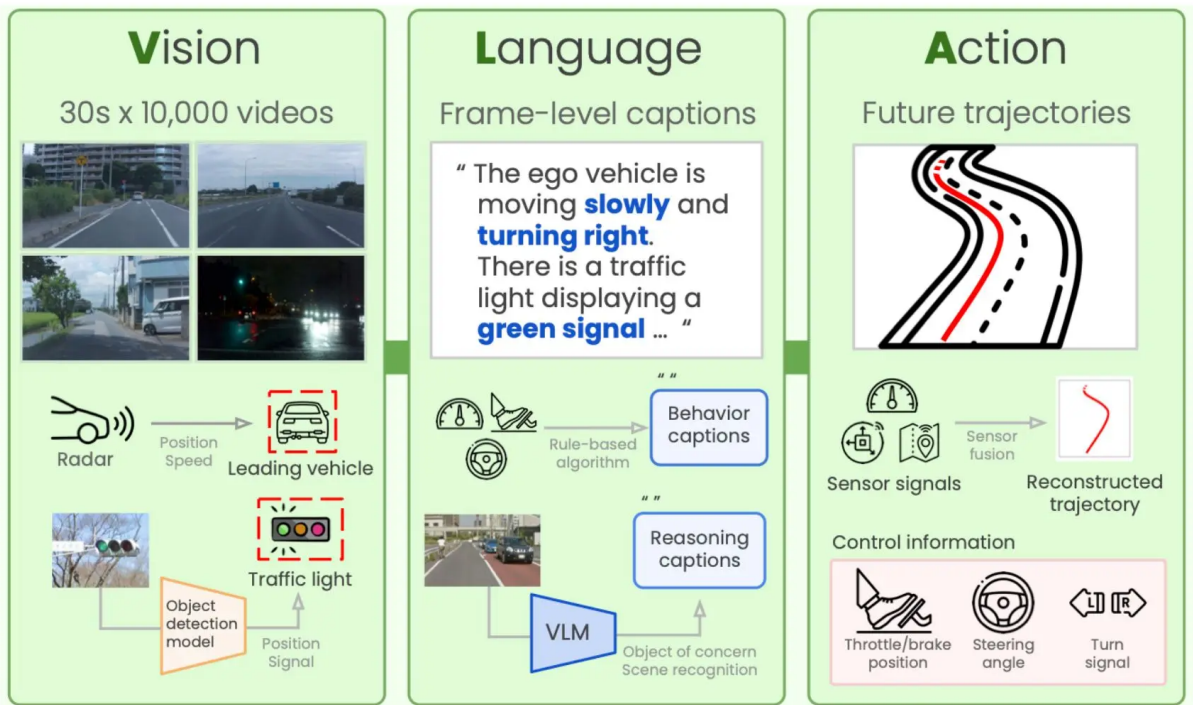 Vision
30s x 10,000 videos
Radar
Position
Speed
Leading vehicle
Traffic light
Object
detection
model
Position
Signal
Language
Frame-level captions
“ The ego vehicle is
moving slowly and
turning right.
There is a traffic
light displaying a
green signal ... “
Rule-based
algorithm
“ “
Behavior
captions
“ “
Reasoning
captions
VLM
Object of concern
Scene recognition
Action
Future trajectories
Sensor signals
Sensor
fusion
Reconstructed
trajectory
Control information
Throttle/brake
position
Steering
angle
L R
Turn
signal